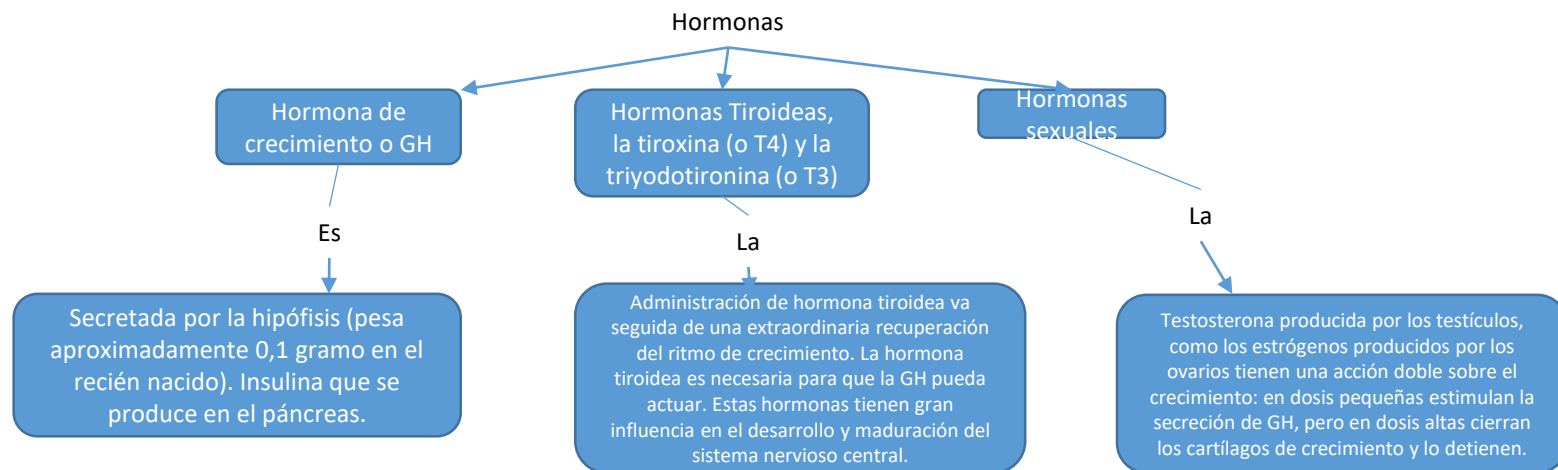 Hormonas
Hormona de
crecimiento o GH
Hormonas Tiroideas,
la tiroxina (o T4) y la
triyodotironina (o T3)
Hormonas
sexuales
Es
La
La
Secretada por la hipófisis (pesa
aproximadamente 0,1 gramo en el
recién nacido). Insulina que se
produce en el páncreas.
Administración de hormona tiroidea va
seguida de una extraordinaria recuperación
del ritmo de crecimiento. La hormona
tiroidea es necesaria para que la GH pueda
actuar. Estas hormonas tienen gran
influencia en el desarrollo y maduración del
sistema nervioso central.
Testosterona producida por los testículos,
como los estrógenos producidos por los
ovarios tienen una acción doble sobre el
crecimiento: en dosis pequeñas estimulan la
secreción de GH, pero en dosis altas cierran
los cartílagos de crecimiento y lo detienen.